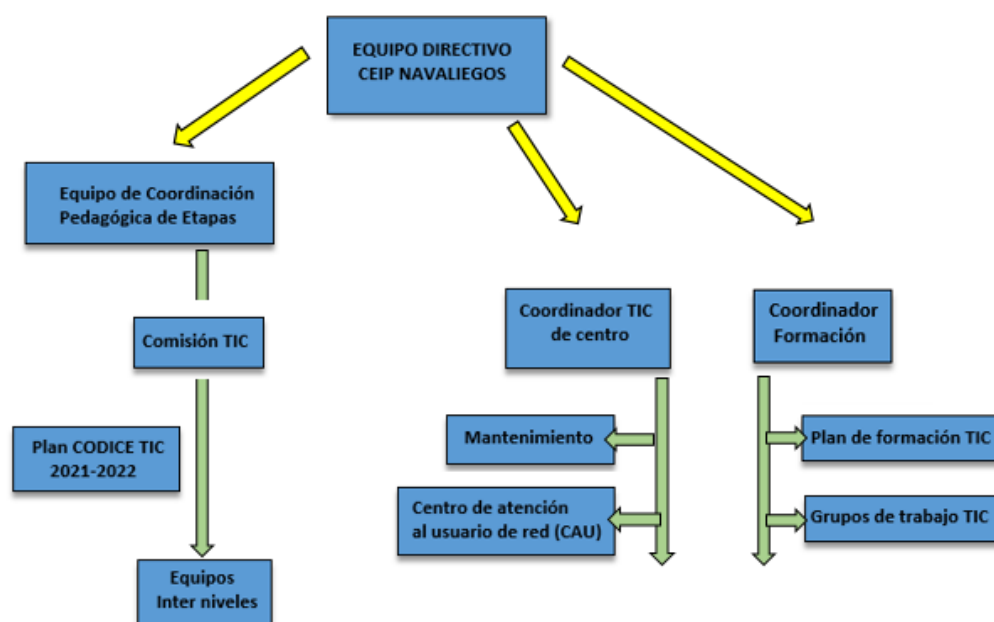 EQUIPO DIRECTIVO
CEIP NAVALIEGOS
Equipo de Coordinación
Pedagógica de Etapas
Coordinador TIC
de centro
Coordinador
Formación
Comisión TIC
Mantenimiento
Plan de formación TIC
Plan CODICE TIC
2021-2022
Centro de atención
al usuario de red (CAU)
Grupos de trabajo TIC
Equipos
Inter niveles